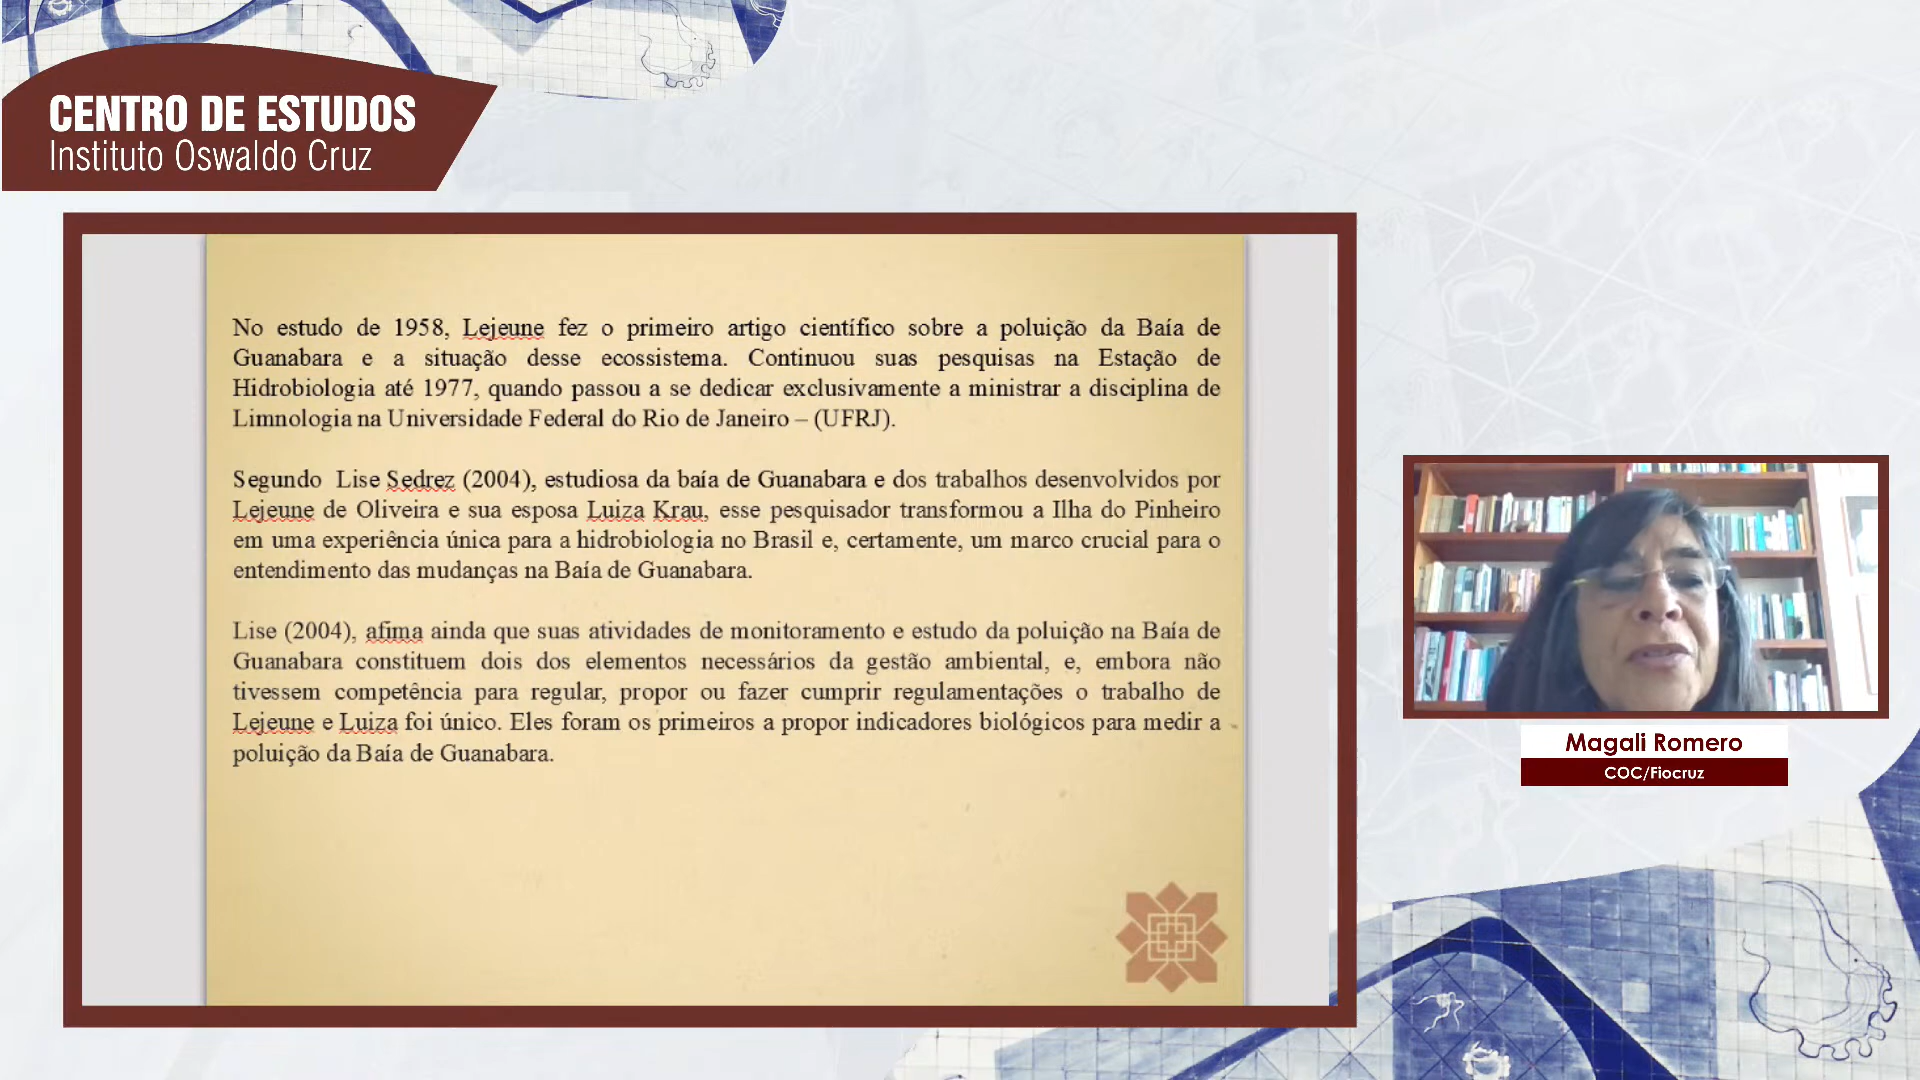 CENTRO DE ESTUDOS
Instituto Oswaldo Cruz
No estudo de 1958, Lejeune fez o primeiro artigo científico sobre a poluição da Baía de
Guanabara e a situação desse ecossistema. Continuou suas pesquisas na Estação de
Hidrobiologia até 1977, quando passou a se dedicar exclusivamente a ministrar a disciplina de
Limnologia na Universidade Federal do Rio de Janeiro – (UFRJ).
Segundo Lise Sedrez (2004), estudiosa da baía de Guanabara e dos trabalhos desenvolvidos por
Lejeune de Oliveira e sua esposa Luiza Krau, esse pesquisador transformou a Ilha do Pinheiro
em uma experiência única para a hidrobiologia no Brasil e, certamente, um marco crucial para o
entendimento das mudanças na Baía de Guanabara.
Lise (2004), afima ainda que suas atividades de monitoramento e estudo da poluição na Baía de
Guanabara constituem dois dos elementos necessários da gestão ambiental, e, embora não
tivessem competência para regular, propor ou fazer cumprir regulamentações o trabalho de
Lejeune e Luiza foi único. Eles foram os primeiros a propor indicadores biológicos para medir a
poluição da Baía de Guanabara.
Magali Romero
COC/Fiocruz